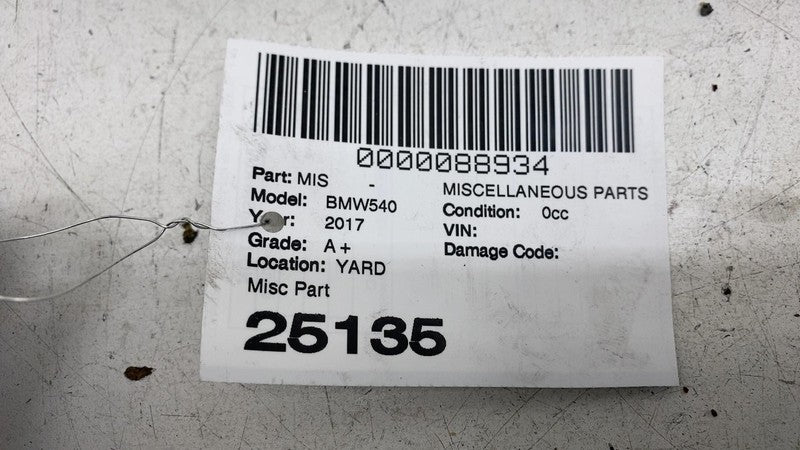 0000088934
Part: MIS - MISCELLANEOUS PARTS
Model: BMW540 Condition: 0cc
Year: 2017 VIN:
Grade: A+ Damage Code:
Location: YARD
Misc Part
25135